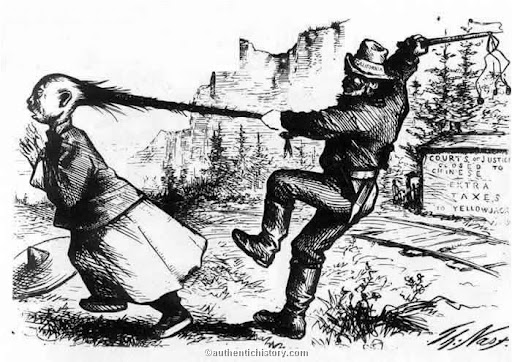 COURTS OF JUSTICE
CLOSED TO
CHINESE
EXTRA
TAXES
TO YELLOWJACK
Th: Nast.
©authentichistory.com